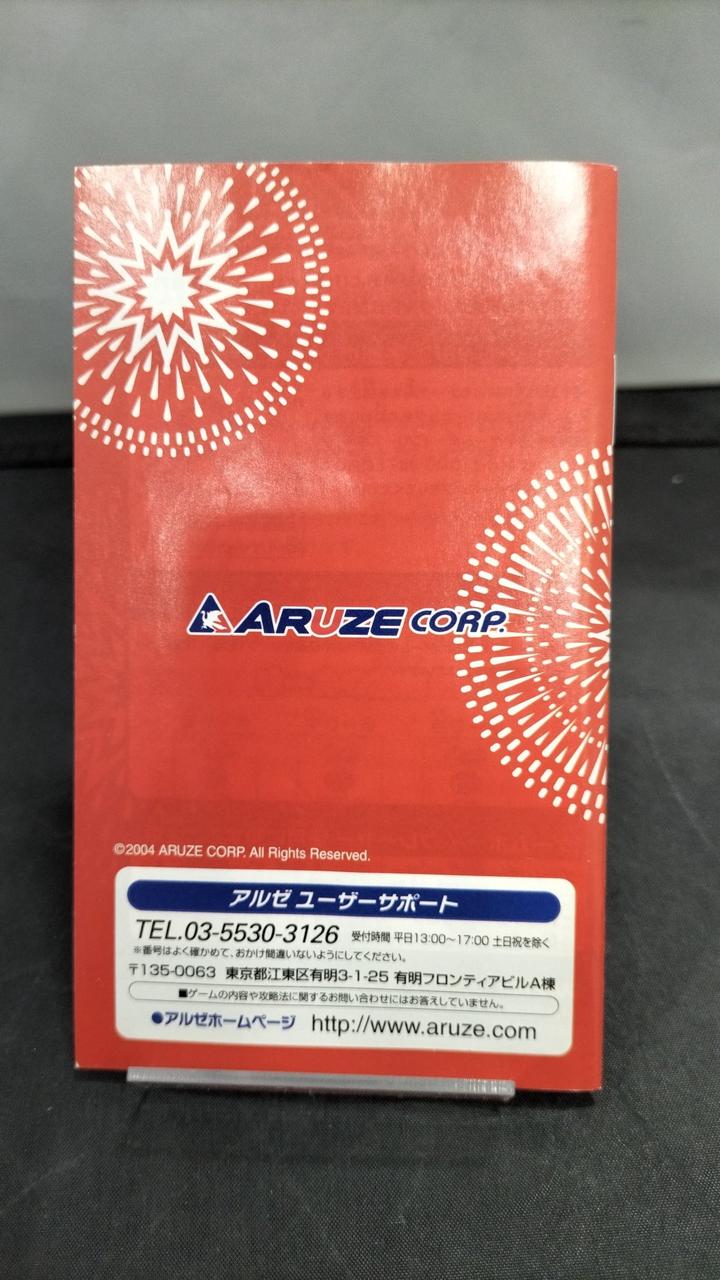 ARUZE CORP.
©2004 ARUZE CORP. All Rights Reserved.
アルゼ ユーザーサポート
TEL.03-5530-3126 受付時間 平日13:00～17:00 土日祝を除く
※番号はよく確かめて、おかけ間違いないようにしてください。
〒135-0063 東京都江東区有明3-1-25 有明フロンティアビルA棟
■ゲームの内容や攻略法に関するお問い合わせにはお答えしていません。
●アルゼホームページ http://www.aruze.com